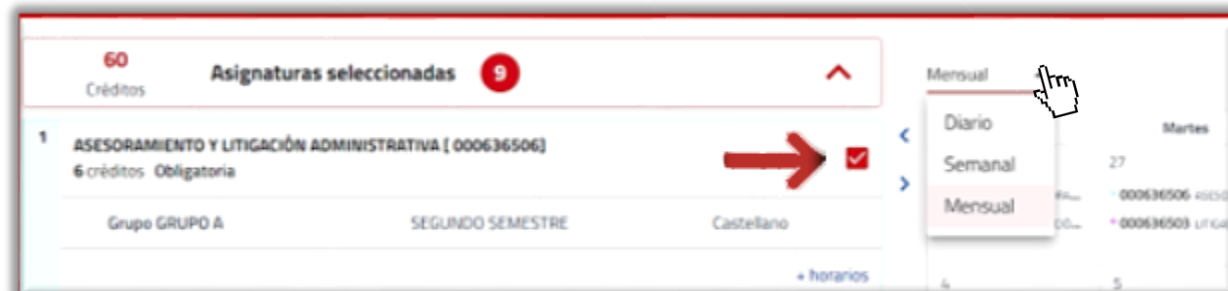 60
Créditos
Asignaturas seleccionadas 9
1
ASESORAMIENTO Y LITIGACIÓN ADMINISTRATIVA [ 000636506]
6 créditos Obligatoria
Grupo GRUPO A SEGUNDO SEMESTRE Castellano
+ horarios
Mensual
Diario
Semanal
Mensual
Martes
27
000636506
000636503
4 5